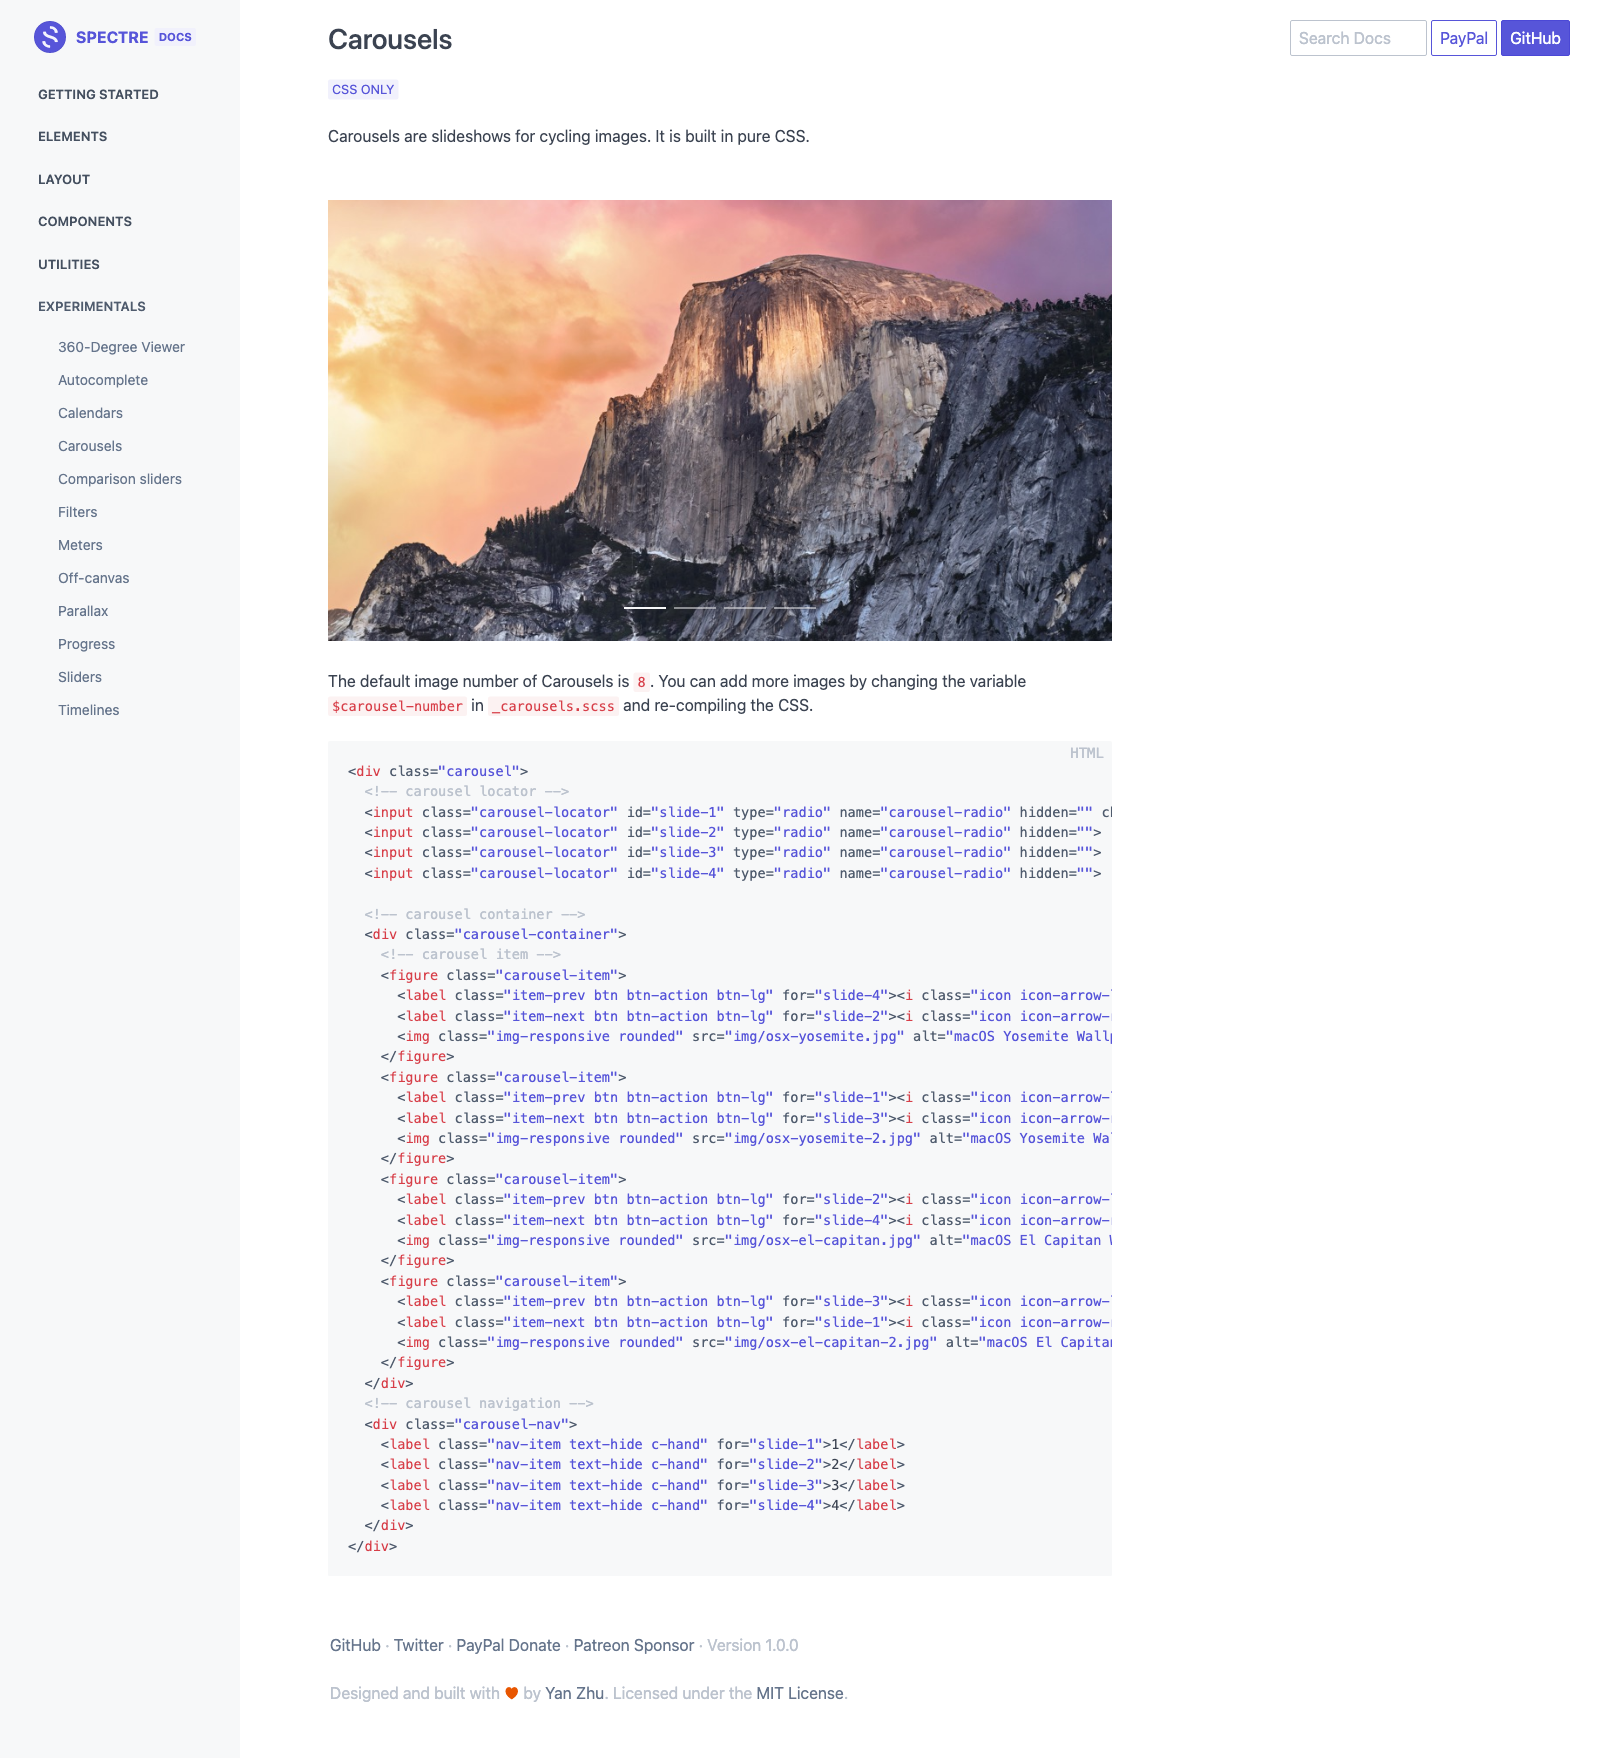 SPECTRE DOCS
GETTING STARTED
ELEMENTS
LAYOUT
COMPONENTS
UTILITIES
EXPERIMENTALS
360-Degree Viewer
Autocomplete
Calendars
Carousels
Comparison sliders
Filters
Meters
Off-canvas
Parallax
Progress
Sliders
Timelines
Carousels
Search Docs PayPal GitHub
CSS ONLY
Carousels are slideshows for cycling images. It is built in pure CSS.
The default image number of Carousels is 8. You can add more images by changing the variable
$carousel-number in _carousels.scss and re-compiling the CSS.
HTML
<div class="carousel">
  <!-- carousel locator -->
  <input class="carousel-locator" id="slide-1" type="radio" name="carousel-radio" hidden=""
  <input class="carousel-locator" id="slide-2" type="radio" name="carousel-radio" hidden="">
  <input class="carousel-locator" id="slide-3" type="radio" name="carousel-radio" hidden="">
  <input class="carousel-locator" id="slide-4" type="radio" name="carousel-radio" hidden="">
  <!-- carousel container -->
  <div class="carousel-container">
    <!-- carousel item -->
    <figure class="carousel-item">
      <label class="item-prev btn btn-action btn-lg" for="slide-4"><i class="icon icon-arrow-
      <label class="item-next btn btn-action btn-lg" for="slide-2"><i class="icon icon-arrow-
      <img class="img-responsive rounded" src="img/osx-yosemite.jpg" alt="macOS Yosemite Wall
    </figure>
    <figure class="carousel-item">
      <label class="item-prev btn btn-action btn-lg" for="slide-1"><i class="icon icon-arrow-
      <label class="item-next btn btn-action btn-lg" for="slide-3"><i class="icon icon-arrow-
      <img class="img-responsive rounded" src="img/osx-yosemite-2.jpg" alt="macOS Yosemite Wa
    </figure>
    <figure class="carousel-item">
      <label class="item-prev btn btn-action btn-lg" for="slide-2"><i class="icon icon-arrow-
      <label class="item-next btn btn-action btn-lg" for="slide-4"><i class="icon icon-arrow-
      <img class="img-responsive rounded" src="img/osx-el-capitan.jpg" alt="macOS El Capitan
    </figure>
    <figure class="carousel-item">
      <label class="item-prev btn btn-action btn-lg" for="slide-3"><i class="icon icon-arrow-
      <label class="item-next btn btn-action btn-lg" for="slide-1"><i class="icon icon-arrow-
      <img class="img-responsive rounded" src="img/osx-el-capitan-2.jpg" alt="macOS El Capitan
    </figure>
  </div>
  <!-- carousel navigation -->
  <div class="carousel-nav">
    <label class="nav-item text-hide c-hand" for="slide-1">1</label>
    <label class="nav-item text-hide c-hand" for="slide-2">2</label>
    <label class="nav-item text-hide c-hand" for="slide-3">3</label>
    <label class="nav-item text-hide c-hand" for="slide-4">4</label>
  </div>
</div>
GitHub · Twitter · PayPal Donate · Patreon Sponsor · Version 1.0.0
Designed and built with ♥ by Yan Zhu. Licensed under the MIT License.